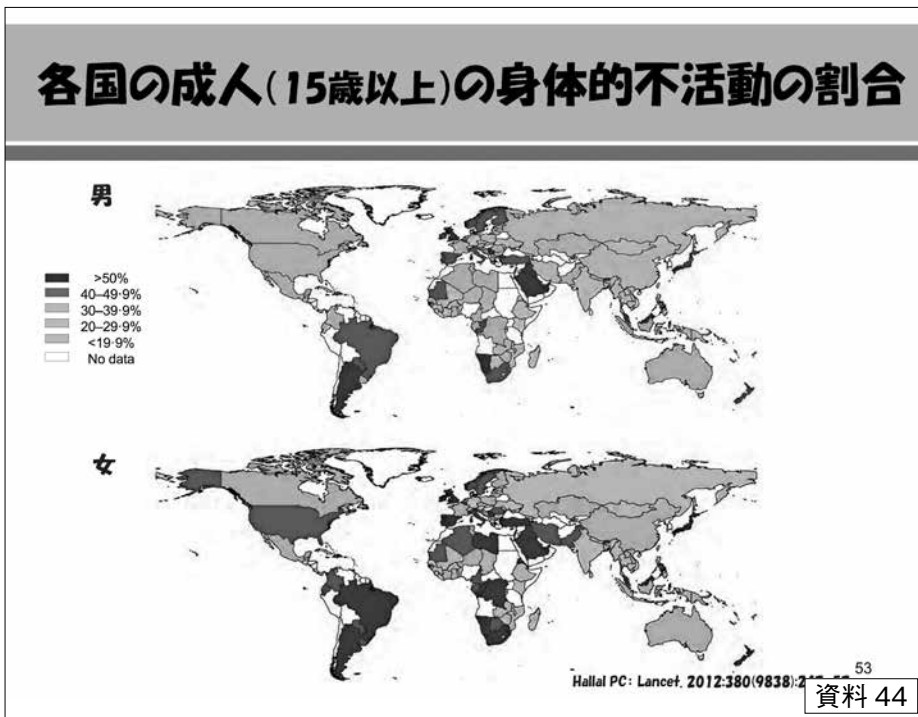 各国の成人(15歳以上)の身体的不活動の割合
男
>50%
40–49·9%
30–39·9%
20–29·9%
<19·9%
No data
女
53
Hallal PC: Lancet. 2012:380(9838):
資料 44